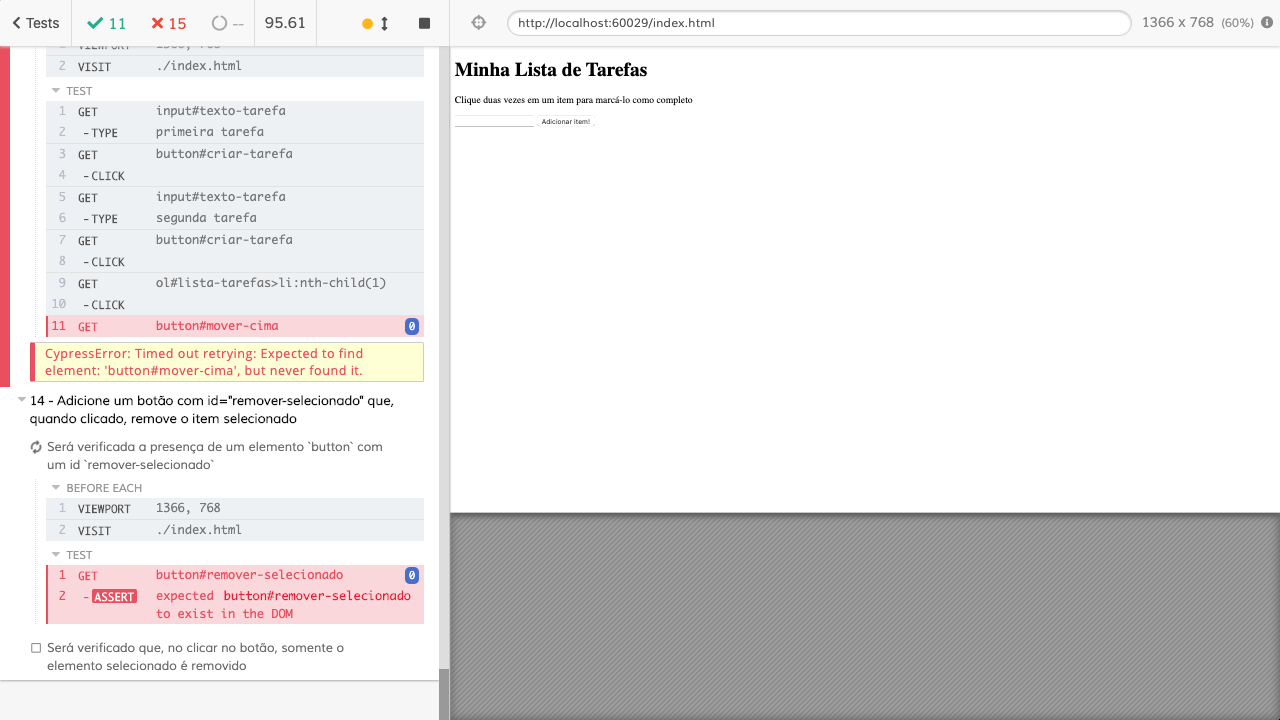 Tests 11 15 -- 95.61
http://localhost:60029/index.html 1366 x 768 (60%)
VIEWPORT 1366, 768
2 VISIT ./index.html
TEST
1 GET input#texto-tarefa
2 -TYPE primeira tarefa
3 GET button#criar-tarefa
4 -CLICK
5 GET input#texto-tarefa
6 -TYPE segunda tarefa
7 GET button#criar-tarefa
8 -CLICK
9 GET ol#lista-tarefas>li:nth-child(1)
10 -CLICK
11 GET button#mover-cima 0
CypressError: Timed out retrying: Expected to find
element: 'button#mover-cima', but never found it.
14 - Adicione um botão com id="remover-selecionado" que,
quando clicado, remove o item selecionado
Será verificada a presença de um elemento `button` com
um id `remover-selecionado`
BEFORE EACH
1 VIEWPORT 1366, 768
2 VISIT ./index.html
TEST
1 GET button#remover-selecionado 0
2 -ASSERT expected button#remover-selecionado
to exist in the DOM
Será verificado que, no clicar no botão, somente o
elemento selecionado é removido
Minha Lista de Tarefas
Clique duas vezes em um item para marcá-lo como completo
Adicionar item!